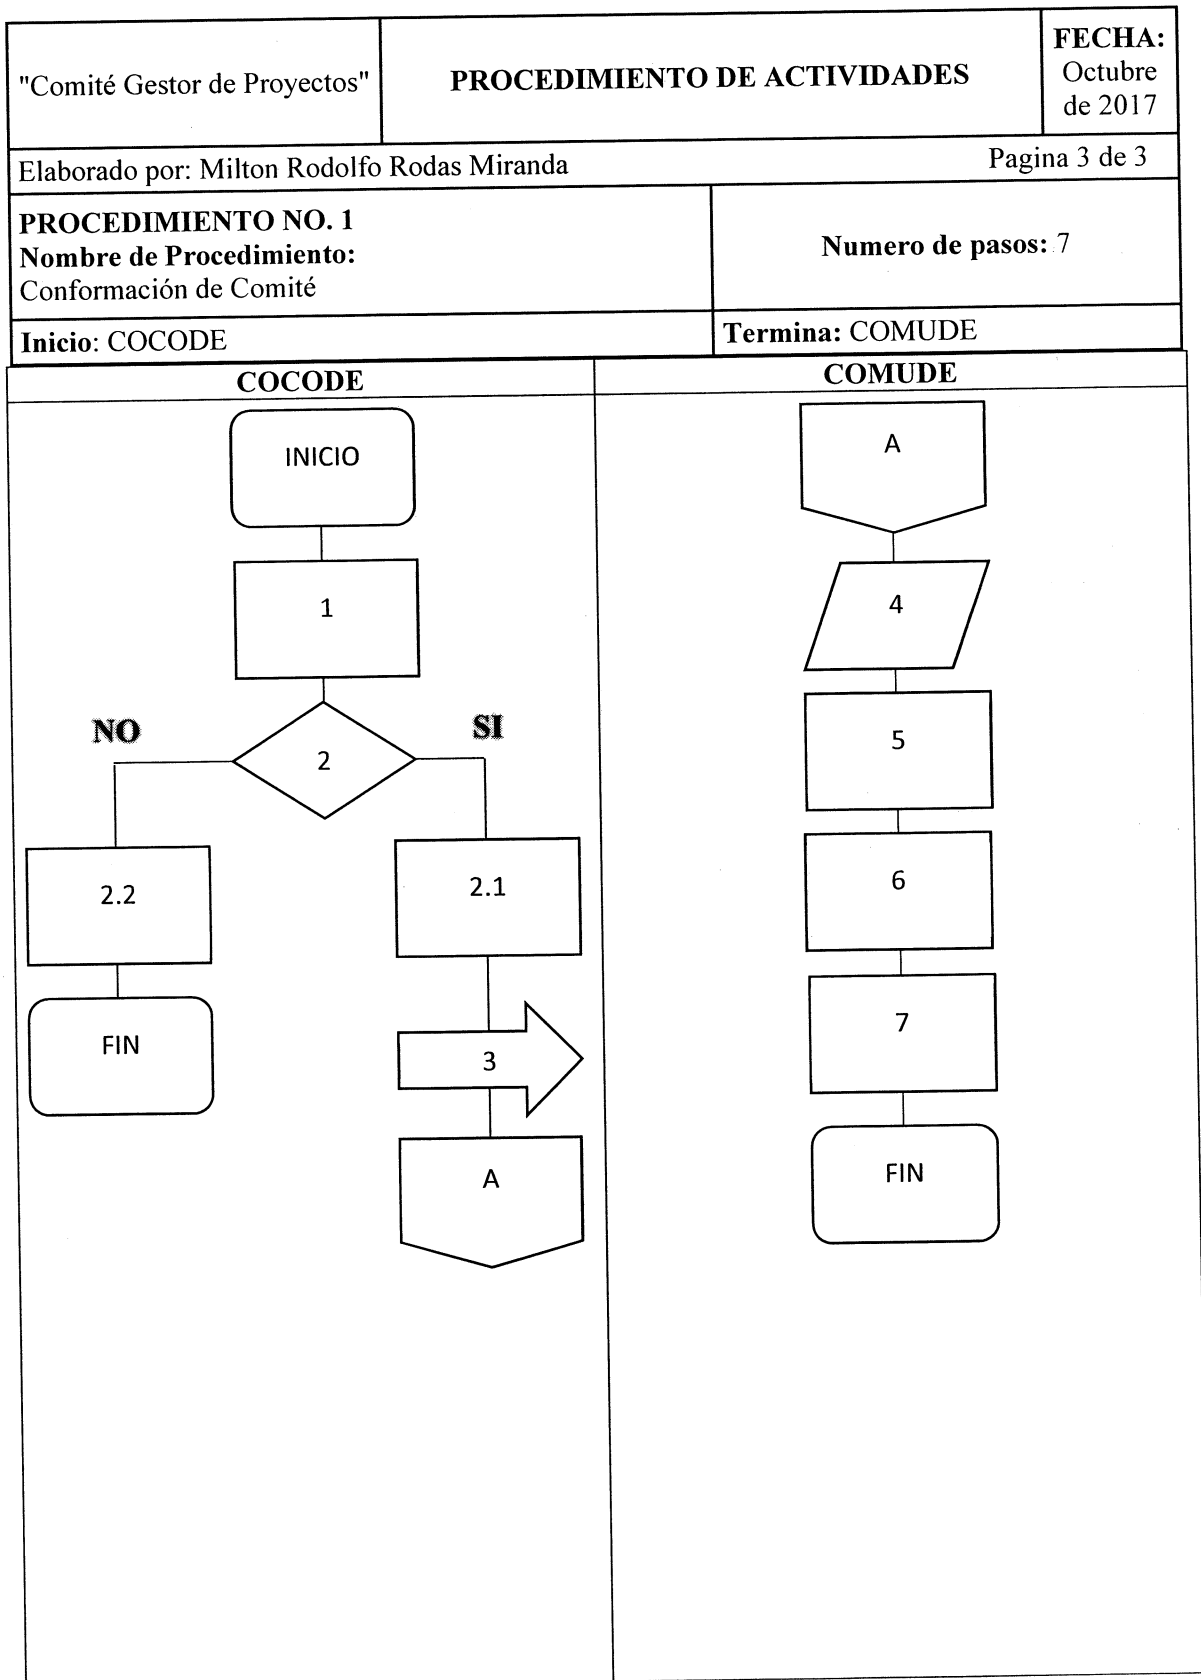 "Comité Gestor de Proyectos"
PROCEDIMIENTO DE ACTIVIDADES
FECHA:
Octubre
de 2017
Elaborado por: Milton Rodolfo Rodas Miranda
Pagina 3 de 3
PROCEDIMIENTO NO. 1
Nombre de Procedimiento:
Conformación de Comité
Numero de pasos: 7
Inicio: COCODE
Termina: COMUDE
COCODE
INICIO
1
NO
SI
2
2.2
2.1
FIN
3
A
COMUDE
A
4
5
6
7
FIN